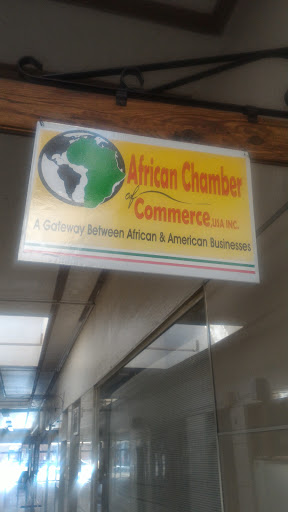 African Chamber
of
Commerce, USA INC.
A Gateway Between African & American Businesses